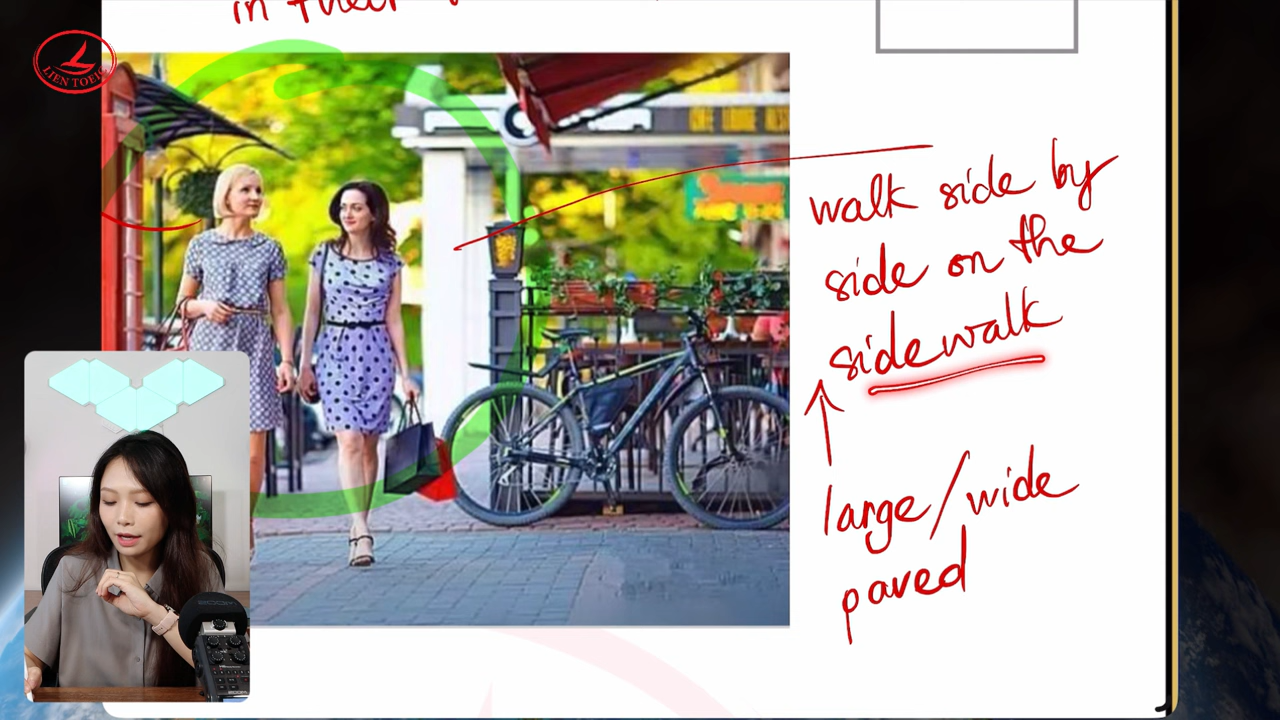 in their
LIEN TOEIC
walk side by
side on the
sidewalk
large/wide
paved